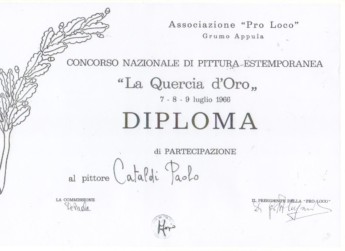 Associazione "Pro Loco"
Grumo Appula
CONCORSO NAZIONALE DI PITTURA ESTEMPORANEA
"La Quercia d'Oro„
7 - 8 - 9 luglio 1966
DIPLOMA
di PARTECIPAZIONE
al pittore Cataldi Paolo
LA COMMISSIONE IL PRESIDENTE DELLA "PRO-LOCO"